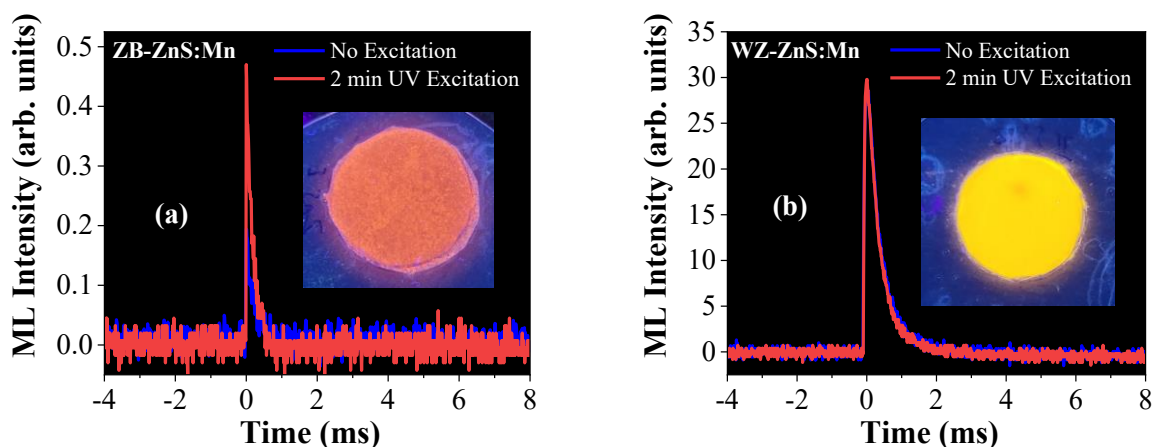 ZB-ZnS:Mn
No Excitation
2 min UV Excitation
(a)
ML Intensity (arb. units)
0.5
0.4
0.3
0.2
0.1
0.0
-4 -2 0 2 4 6 8
Time (ms)
WZ-ZnS:Mn
No Excitation
2 min UV Excitation
(b)
ML Intensity (arb. units)
35
30
25
20
15
10
5
0
-4 -2 0 2 4 6 8
Time (ms)